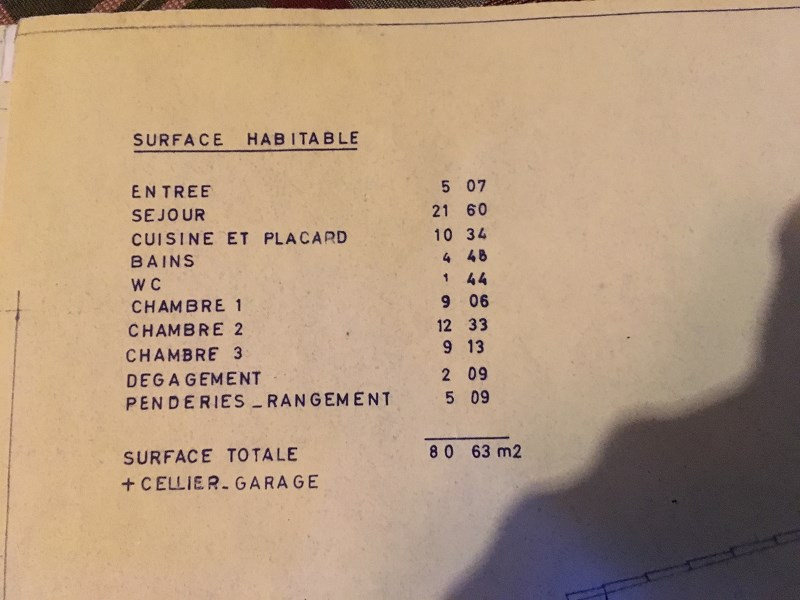 SURFACE HABITABLE
ENTREE 5 07
SEJOUR 21 60
CUISINE ET PLACARD 10 34
BAINS 4 48
WC 1 44
CHAMBRE 1 9 06
CHAMBRE 2 12 33
CHAMBRE 3 9 13
DEGAGEMENT 2 09
PENDERIES_RANGEMENT 5 09
SURFACE TOTALE 80 63 m2
+ CELLIER_GARAGE